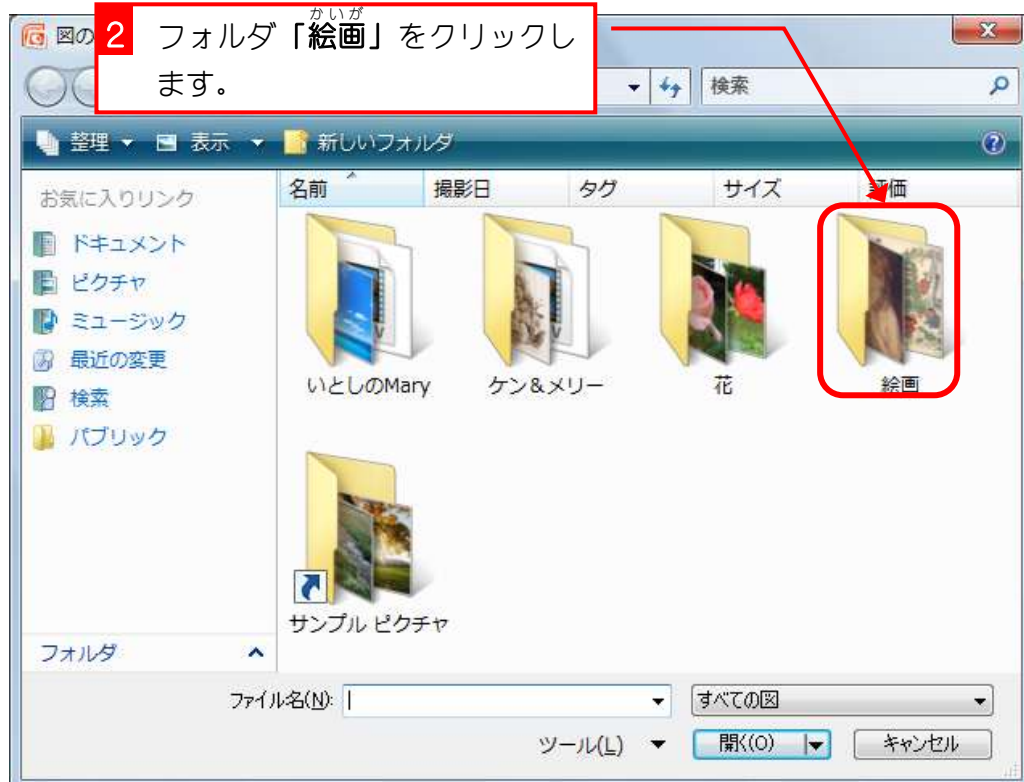 図の
2
かいが
フォルダ「絵画」をクリックし
ます。
検索
整理 表示 新しいフォルダ
お気に入りリンク
名前 撮影日 タグ サイズ 評価
ドキュメント
ピクチャ
ミュージック
最近の変更
検索
パブリック
いとしのMary ケン&メリー 花 絵画
サンプル ピクチャ
フォルダ
ファイル名(N): すべての図
ツール(L) 開く(O) キャンセル